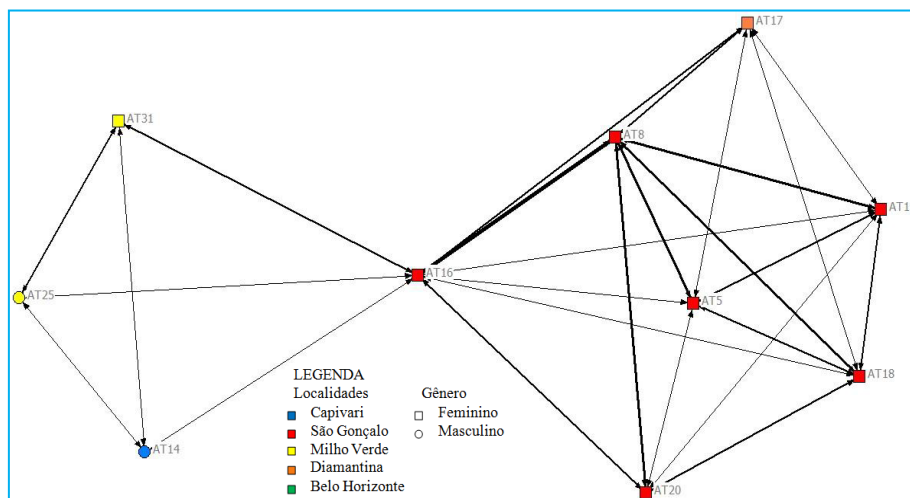 AT17
AT31
AT8
AT1
AT16
AT25
AT5
AT18
AT14
AT20
LEGENDA
Localidades Gênero
Capivari Feminino
São Gonçalo Masculino
Milho Verde
Diamantina
Belo Horizonte